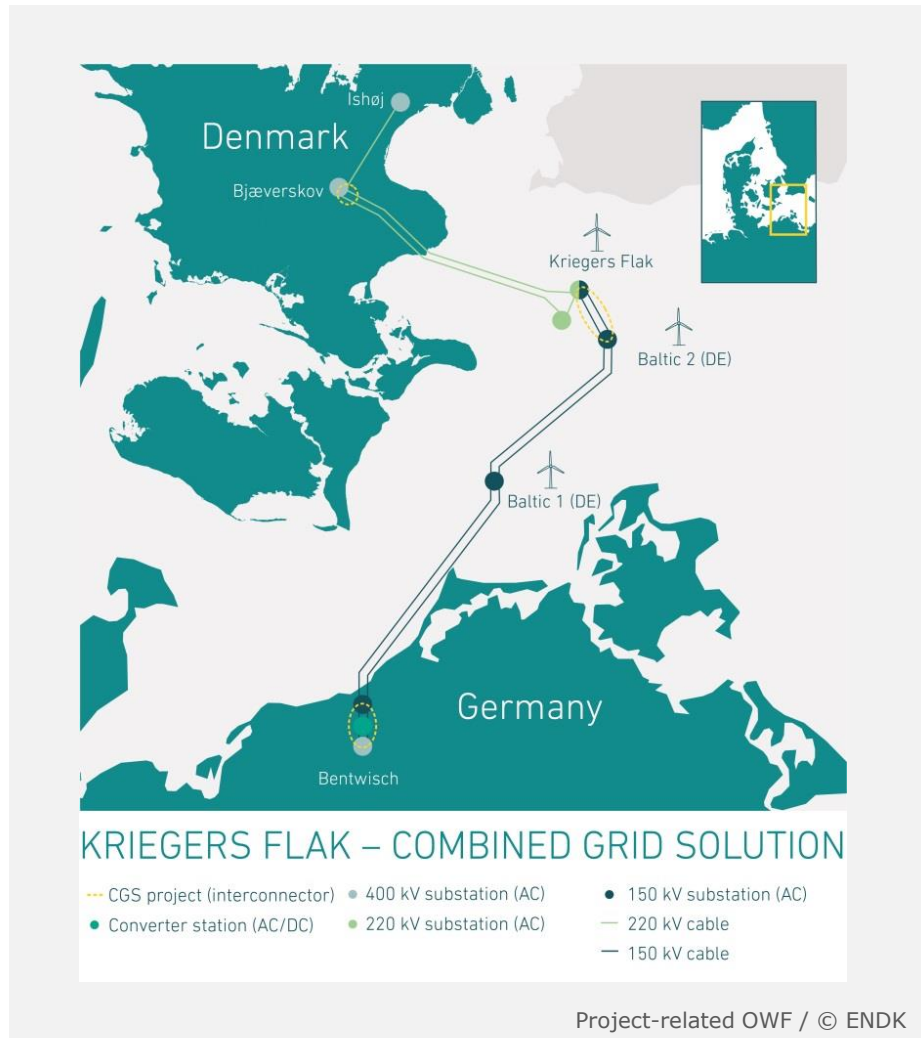 Ishøj
Denmark
Bjæverskov
Kriegers Flak
Baltic 2 (DE)
Baltic 1 (DE)
Germany
Bentwisch
KRIEGERS FLAK – COMBINED GRID SOLUTION
CGS project (interconnector)
400 kV substation (AC)
150 kV substation (AC)
Converter station (AC/DC)
220 kV substation (AC)
220 kV cable
150 kV cable
Project-related OWF / © ENDK